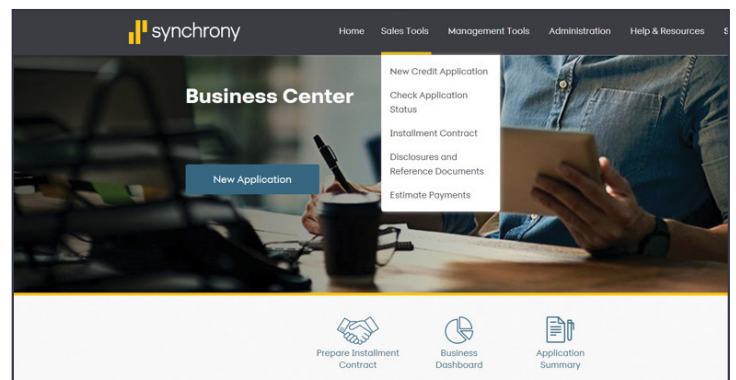 synchrony
Home Sales Tools Management Tools Administration Help & Resources S
New Credit Application
Check Application
Status
Installment Contract
Disclosures and
Reference Documents
Estimate Payments
Business Center
New Application
Prepare Installment
Contract
Business
Dashboard
Application
Summary